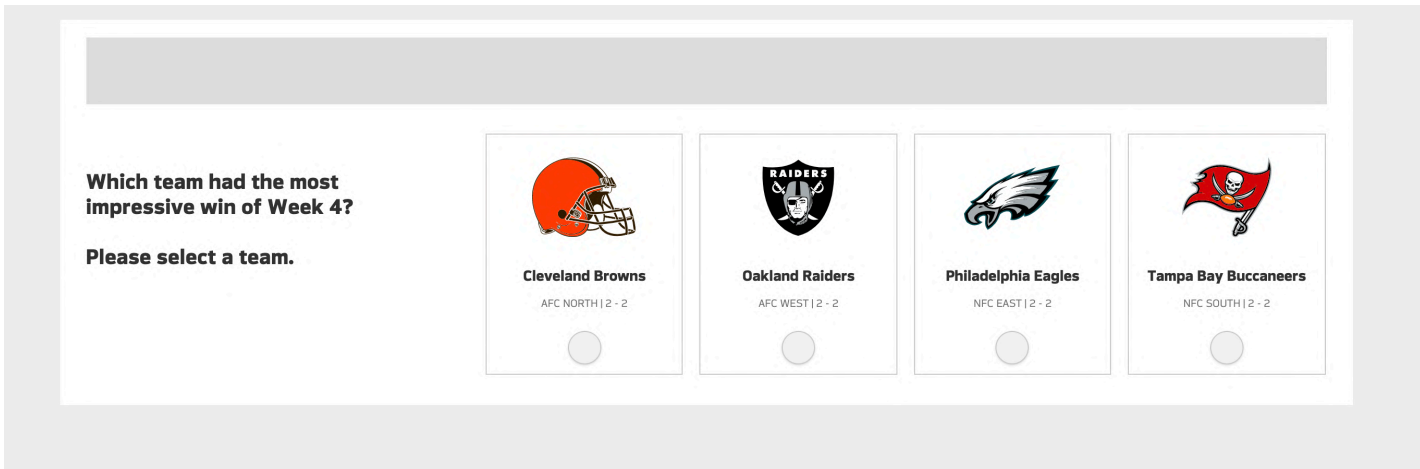 Which team had the most
impressive win of Week 4?
Please select a team.
RAIDERS
Cleveland Browns
AFC NORTH | 2 - 2
Oakland Raiders
AFC WEST | 2 - 2
Philadelphia Eagles
NFC EAST | 2 - 2
Tampa Bay Buccaneers
NFC SOUTH | 2 - 2